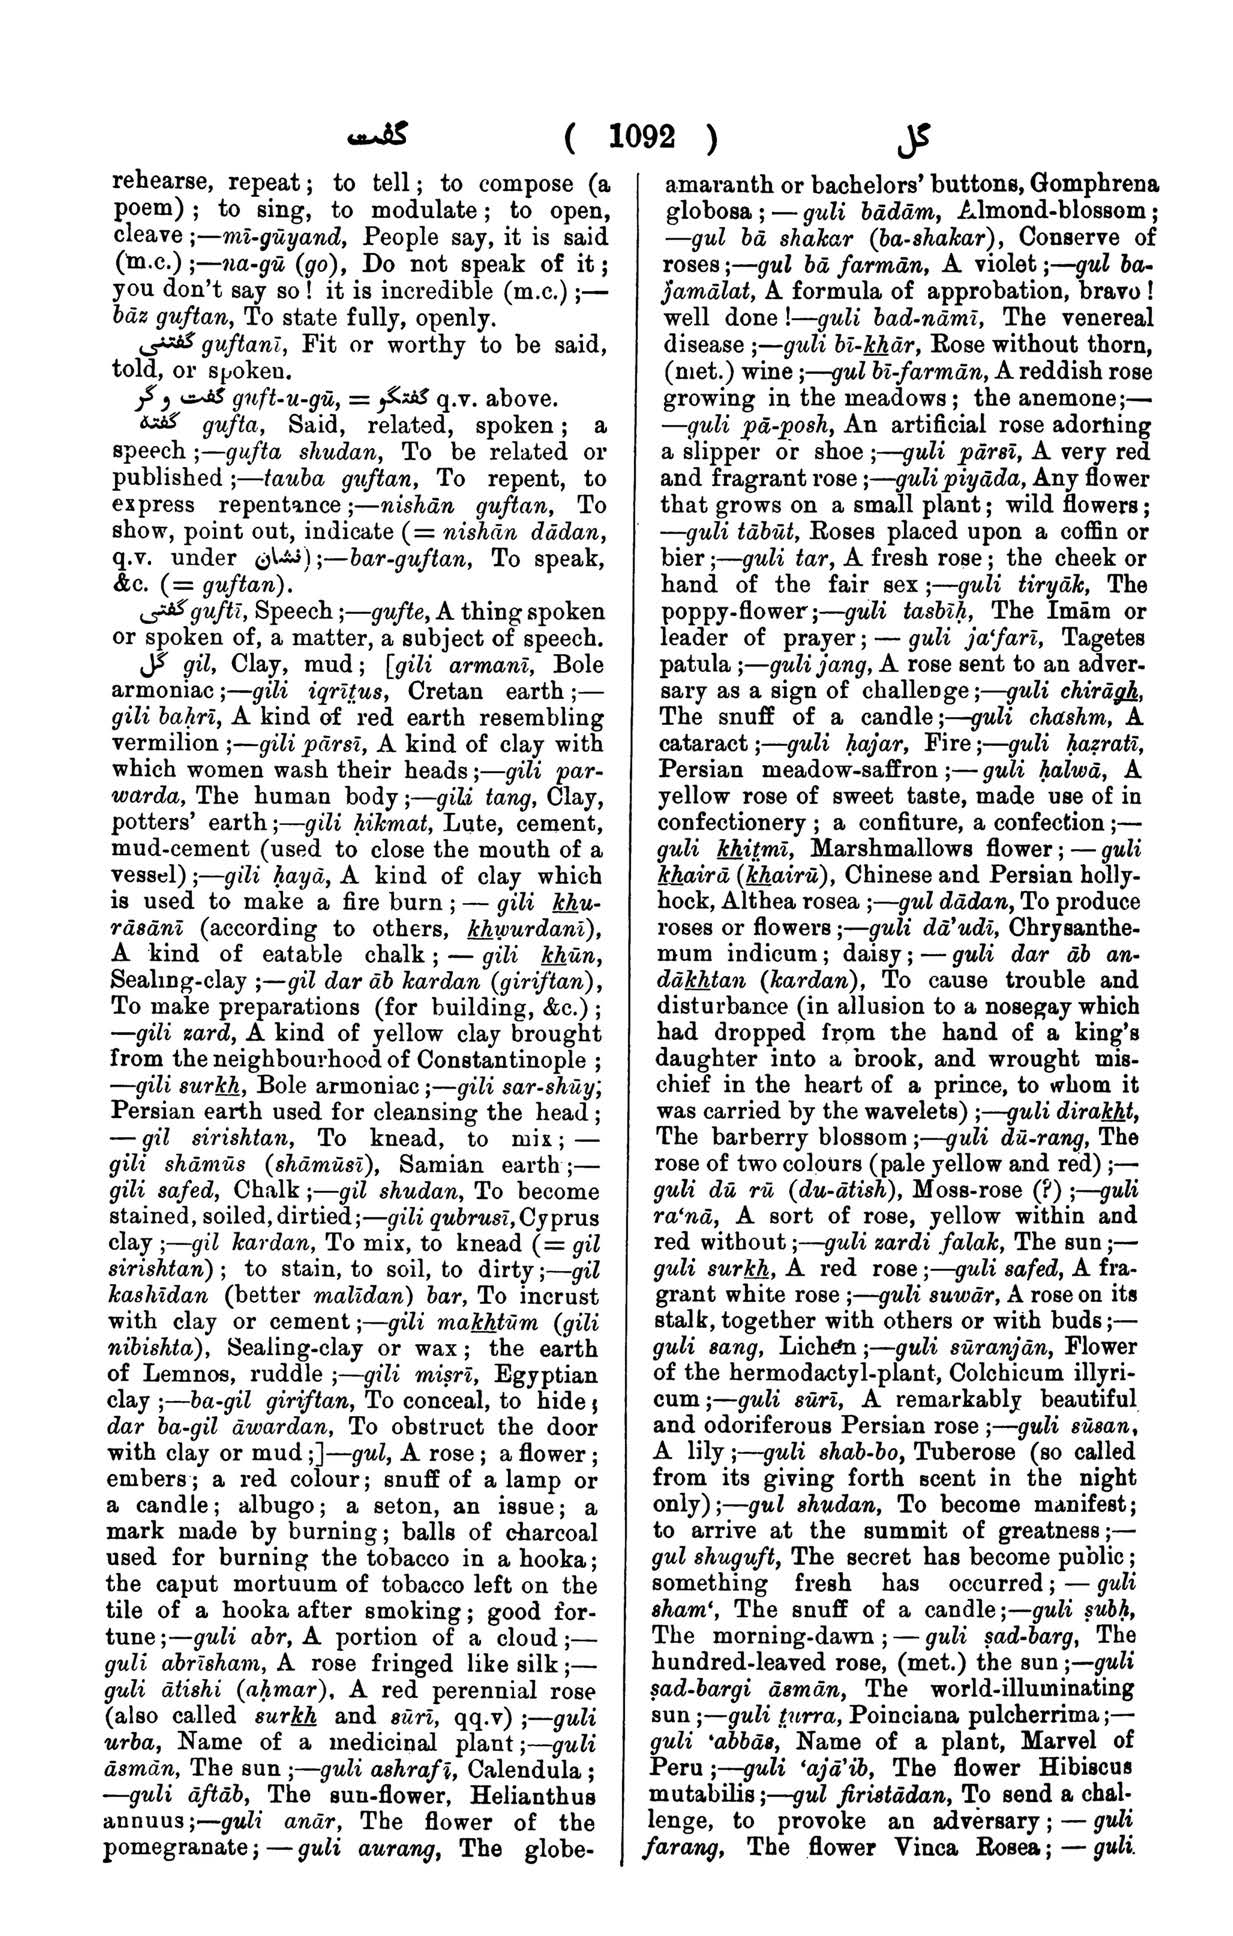 گفت ( 1092 ) گل
rehearse, repeat; to tell; to compose (a
poem); to sing, to modulate; to open,
cleave;—mī-gūyand, People say, it is said
(m.c.);—na-gū (go), Do not speak of it;
you don't say so! it is incredible (m.c.);—
bāz guftan, To state fully, openly.
گفتنی guftanī, Fit or worthy to be said,
told, or spoken.
گفت و گو guft-u-gū, = گفتگو q.v. above.
گفته gufta, Said, related, spoken; a
speech;—gufta shudan, To be related or
published;—tauba guftan, To repent, to
express repentance;—nishān guftan, To
show, point out, indicate (= nishān dādan,
q.v. under نشان);—bar-guftan, To speak,
&c. (= guftan).
گفتی guftī, Speech;—gufte, A thing spoken
or spoken of, a matter, a subject of speech.
گل gil, Clay, mud; [gili armanī, Bole
armoniac;—gili iqrīt̤us, Cretan earth;—
gili baḥrī, A kind of red earth resembling
vermilion;—gili pārsī, A kind of clay with
which women wash their heads;—gili par-
warda, The human body;—gili tang, Clay,
potters' earth;—gili ḥikmat, Lute, cement,
mud-cement (used to close the mouth of a
vessel);—gili ḥayā, A kind of clay which
is used to make a fire burn;—gili khu-
rāsānī (according to others, khẉurdanī),
A kind of eatable chalk;—gili khūn,
Sealing-clay;—gil dar āb kardan (giriftan),
To make preparations (for building, &c.);
—gili zard, A kind of yellow clay brought
from the neighbourhood of Constantinople;
—gili surkh, Bole armoniac;—gili sar-shūy,
Persian earth used for cleansing the head;
—gil sirishtan, To knead, to mix;—
gili shāmūs (shāmūsī), Samian earth;—
gili safed, Chalk;—gil shudan, To become
stained, soiled, dirtied;—gili qubrusī, Cyprus
clay;—gil kardan, To mix, to knead (= gil
sirishtan); to stain, to soil, to dirty;—gil
kashīdan (better malīdan) bar, To incrust
with clay or cement;—gili makhtūm (gili
nibishta), Sealing-clay or wax; the earth
of Lemnos, ruddle;—gili miṣrī, Egyptian
clay;—ba-gil giriftan, To conceal, to hide;
dar ba-gil āwardan, To obstruct the door
with clay or mud;]—gul, A rose; a flower;
embers; a red colour; snuff of a lamp or
a candle; albugo; a seton, an issue; a
mark made by burning; balls of charcoal
used for burning the tobacco in a hooka;
the caput mortuum of tobacco left on the
tile of a hooka after smoking; good for-
tune;—guli abr, A portion of a cloud;—
guli abrīsham, A rose fringed like silk;—
guli ātishi (aḥmar), A red perennial rose
(also called surkh and sūrī, qq.v);—guli
urba, Name of a medicinal plant;—guli
āsmān, The sun;—guli ashrafī, Calendula;
—guli āftāb, The sun-flower, Helianthus
annuus;—guli anār, The flower of the
pomegranate;—guli aurang, The globe-
amaranth or bachelors' buttons, Gomphrena
globosa;—guli bādām, Almond-blossom;
—gul bā shakar (ba-shakar), Conserve of
roses;—gul bā farmān, A violet;—gul ba-
jamālat, A formula of approbation, bravo!
well done!—guli bad-nāmī, The venereal
disease;—guli bī-khār, Rose without thorn,
(met.) wine;—gul bī-farmān, A reddish rose
growing in the meadows; the anemone;—
—guli pā-posh, An artificial rose adorning
a slipper or shoe;—guli pārsī, A very red
and fragrant rose;—guli piyāda, Any flower
that grows on a small plant; wild flowers;
—guli tābūt, Roses placed upon a coffin or
bier;—guli tar, A fresh rose; the cheek or
hand of the fair sex;—guli tiryāk, The
poppy-flower;—guli tasbīḥ, The Imām or
leader of prayer;—guli ja‘farī, Tagetes
patula;—guli jang, A rose sent to an adver-
sary as a sign of challenge;—guli chirāgh,
The snuff of a candle;—guli chashm, A
cataract;—guli ḥajar, Fire;—guli ḥaẓratī,
Persian meadow-saffron;—guli ḥalwā, A
yellow rose of sweet taste, made use of in
confectionery; a confiture, a confection;—
guli khit̤mī, Marshmallows flower;—guli
khairā (khairū), Chinese and Persian holly-
hock, Althea rosea;—gul dādan, To produce
roses or flowers;—guli dā'udī, Chrysanthe-
mum indicum; daisy;—guli dar āb an-
dākhtan (kardan), To cause trouble and
disturbance (in allusion to a nosegay which
had dropped from the hand of a king's
daughter into a brook, and wrought mis-
chief in the heart of a prince, to whom it
was carried by the wavelets);—guli dirakht,
The barberry blossom;—guli dū-rang, The
rose of two colours (pale yellow and red);—
guli dū rū (du-ātish), Moss-rose (?);—guli
ra‘nā, A sort of rose, yellow within and
red without;—guli zardi falak, The sun;—
guli surkh, A red rose;—guli safed, A fra-
grant white rose;—guli suwār, A rose on its
stalk, together with others or with buds;—
guli sang, Lichen;—guli sūranjān, Flower
of the hermodactyl-plant, Colchicum illyri-
cum;—guli sūrī, A remarkably beautiful
and odoriferous Persian rose;—guli sūsan,
A lily;—guli shab-bo, Tuberose (so called
from its giving forth scent in the night
only);—gul shudan, To become manifest;
to arrive at the summit of greatness;—
gul shuguft, The secret has become public;
something fresh has occurred;—guli
sham‘, The snuff of a candle;—guli ṣubḥ,
The morning-dawn;—guli ṣad-barg, The
hundred-leaved rose, (met.) the sun;—guli
ṣad-bargi āsmān, The world-illuminating
sun;—guli t̤urra, Poinciana pulcherrima;—
guli ‘abbās, Name of a plant, Marvel of
Peru;—guli ‘ajā'ib, The flower Hibiscus
mutabilis;—gul firistādan, To send a chal-
lenge, to provoke an adversary;—guli
farang, The flower Vinca Rosea;—guli